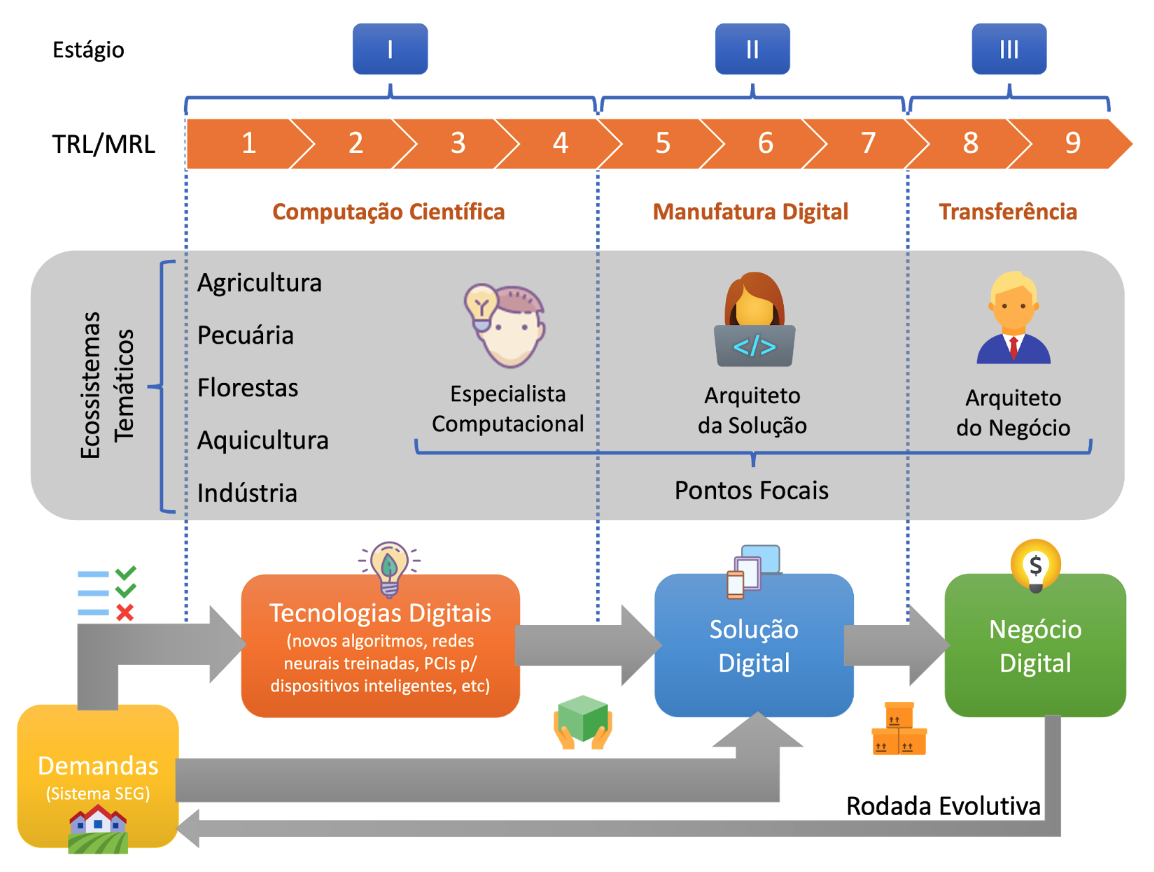 Estágio
I
II
III
TRL/MRL
1
2
3
4
5
6
7
8
9
Computação Científica
Manufatura Digital
Transferência
Ecossistemas
Temáticos
Agricultura
Pecuária
Florestas
Aquicultura
Indústria
Especialista
Computacional
</>
Arquiteto
da Solução
Arquiteto
do Negócio
Pontos Focais
Tecnologias Digitais
(novos algoritmos, redes
neurais treinadas, PCIs p/
dispositivos inteligentes, etc)
Solução
Digital
$
Negócio
Digital
Demandas
(Sistema SEG)
Rodada Evolutiva